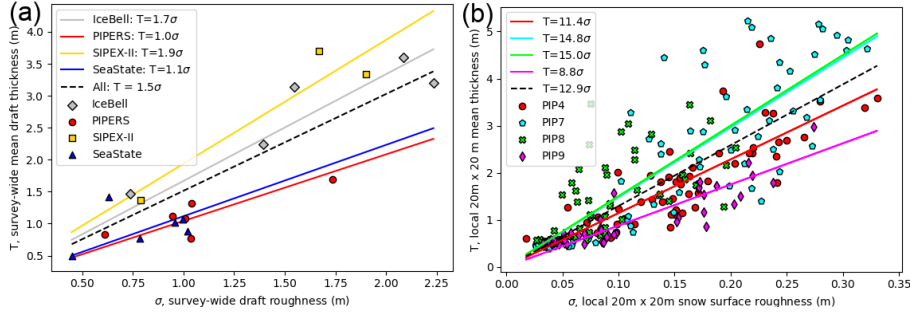 (a)
IceBell: T=1.7σ
PIPERS: T=1.0σ
SIPEX-II: T=1.9σ
SeaState: T=1.1σ
All: T = 1.5σ
IceBell
PIPERS
SIPEX-II
SeaState
T, survey-wide mean draft thickness (m)
4.0
3.5
3.0
2.5
2.0
1.5
1.0
0.5
0.50
0.75
1.00
1.25
1.50
1.75
2.00
2.25
σ, survey-wide draft roughness (m)
(b)
T=11.4σ
T=14.8σ
T=15.0σ
T=8.8σ
T=12.9σ
PIP4
PIP7
PIP8
PIP9
T, local 20m x 20m mean thickness (m)
5
4
3
2
1
0
0.00
0.05
0.10
0.15
0.20
0.25
0.30
0.35
σ, local 20m x 20m snow surface roughness (m)